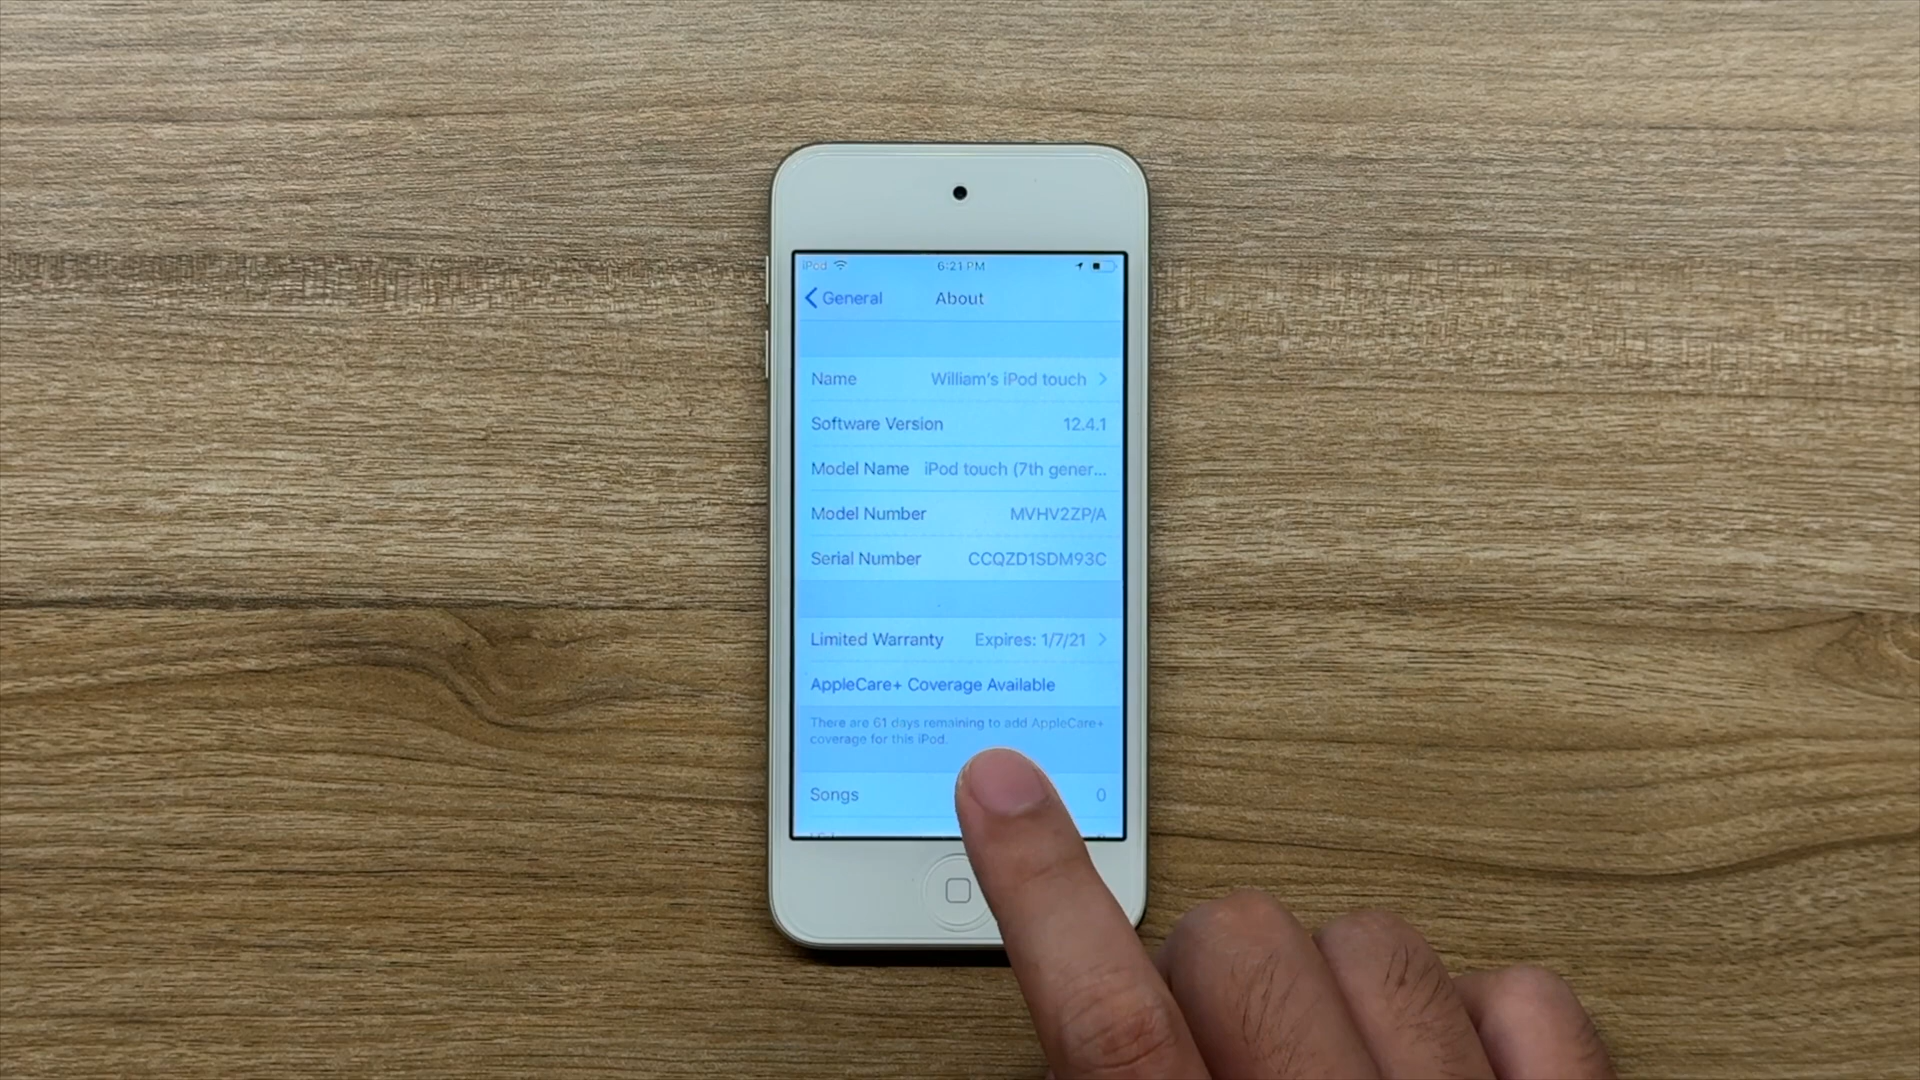 iPod 6:21 PM
General About
Name William's iPod touch
Software Version 12.4.1
Model Name iPod touch (7th gener...
Model Number MVHV2ZP/A
Serial Number CCQZD1SDM93C
Limited Warranty Expires: 1/7/21
AppleCare+ Coverage Available
There are 61 days remaining to add AppleCare+
coverage for this iPod.
Songs 0